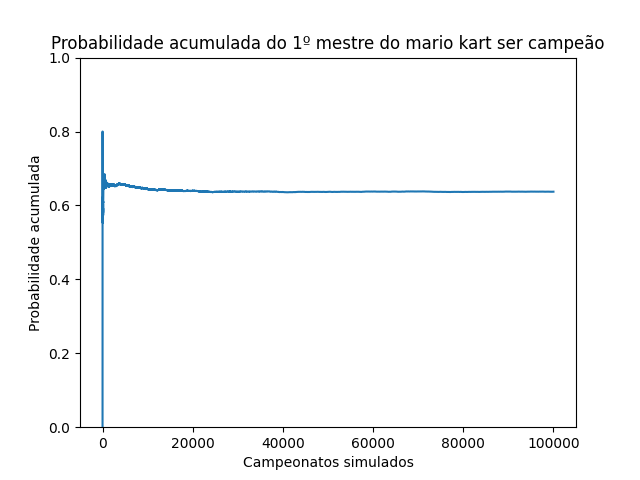 Probabilidade acumulada do 1º mestre do mario kart ser campeão
1.0
0.8
0.6
0.4
0.2
0.0
Probabilidade acumulada
0 20000 40000 60000 80000 100000
Campeonatos simulados